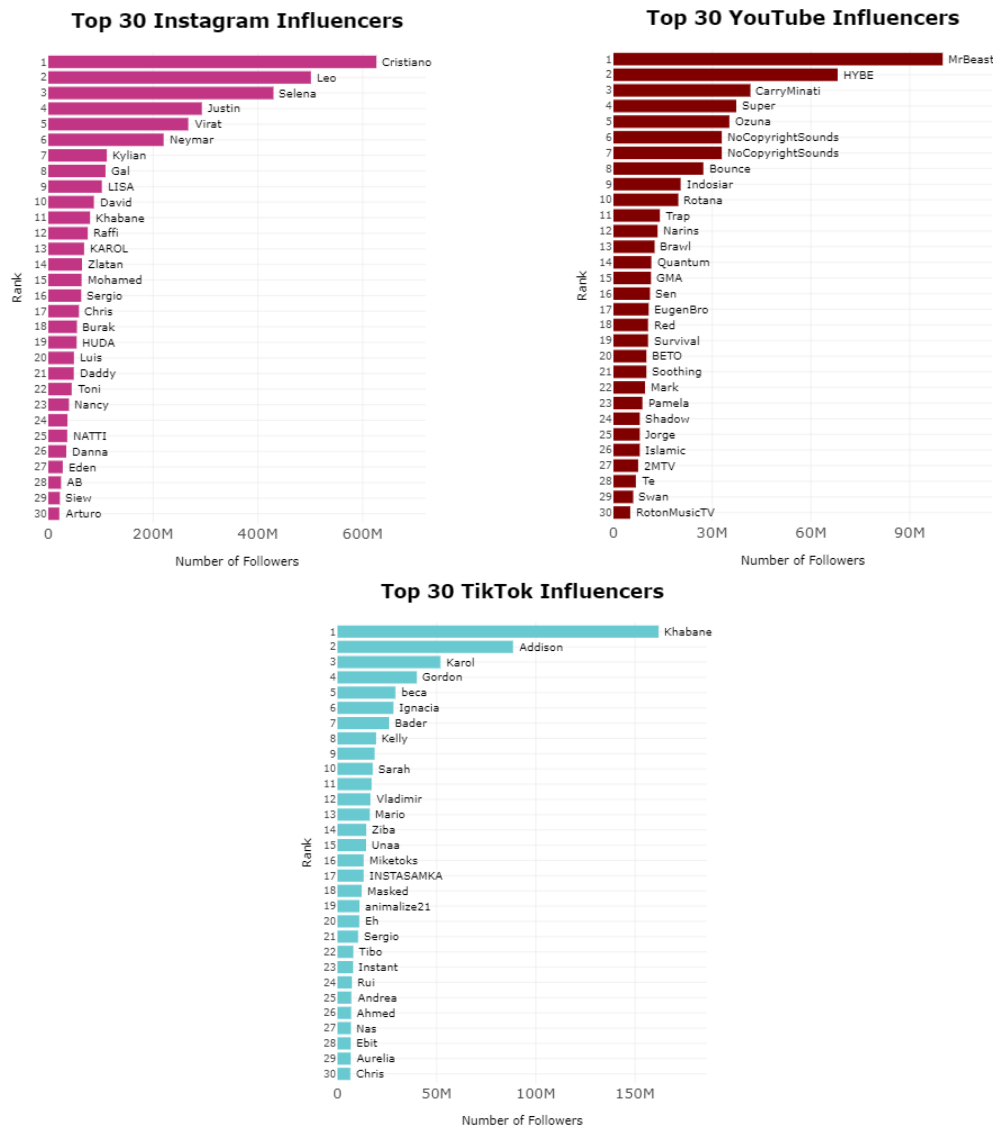 Top 30 Instagram Influencers
1 Cristiano
2 Leo
3 Selena
4 Justin
5 Virat
6 Neymar
7 Kylian
8 Gal
9 LISA
10 David
11 Khabane
12 Raffi
13 KAROL
14 Zlatan
15 Mohamed
16 Sergio
17 Chris
18 Burak
19 HUDA
20 Luis
21 Daddy
22 Toni
23 Nancy
24
25 NATTI
26 Danna
27 Eden
28 AB
29 Siew
30 Arturo
Rank
0 200M 400M 600M
Number of Followers
Top 30 YouTube Influencers
1 MrBeast
2 HYBE
3 CarryMinati
4 Super
5 Ozuna
6 NoCopyrightSounds
7 NoCopyrightSounds
8 Bounce
9 Indosiar
10 Rotana
11 Trap
12 Narins
13 Brawl
14 Quantum
15 GMA
16 Sen
17 EugenBro
18 Red
19 Survival
20 BETO
21 Soothing
22 Mark
23 Pamela
24 Shadow
25 Jorge
26 Islamic
27 2MTV
28 Te
29 Swan
30 RotonMusicTV
Rank
0 30M 60M 90M
Number of Followers
Top 30 TikTok Influencers
1 Khabane
2 Addison
3 Karol
4 Gordon
5 beca
6 Ignacia
7 Bader
8 Kelly
9
10 Sarah
11
12 Vladimir
13 Mario
14 Ziba
15 Unaa
16 Miketoks
17 INSTASAMKA
18 Masked
19 animalize21
20 Eh
21 Sergio
22 Tibo
23 Instant
24 Rui
25 Andrea
26 Ahmed
27 Nas
28 Ebit
29 Aurelia
30 Chris
Rank
0 50M 100M 150M
Number of Followers